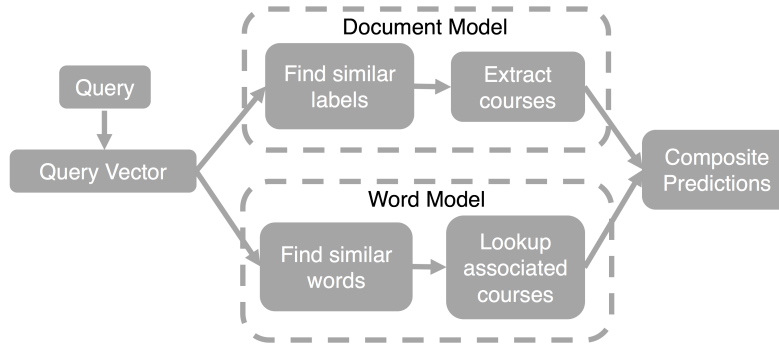 Document Model
Find similar
labels
Extract
courses
Query
Query Vector
Composite
Predictions
Word Model
Find similar
words
Lookup
associated
courses